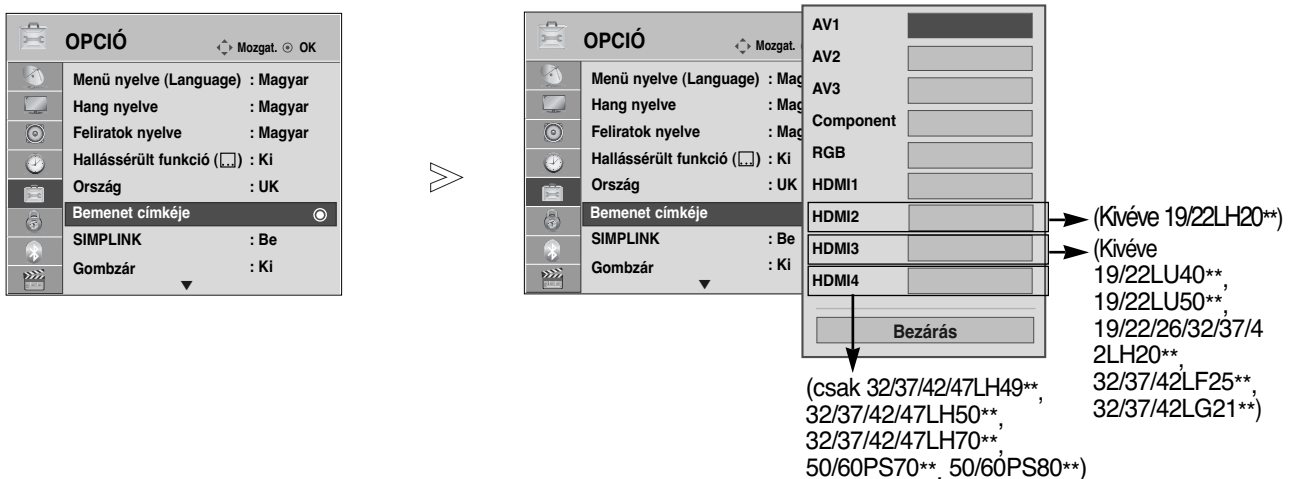 OPCIÓ
Mozgat. OK
Menü nyelve (Language) : Magyar
Hang nyelve : Magyar
Feliratok nyelve : Magyar
Hallássérült funkció ( ) : Ki
Ország : UK
Bemenet címkéje
SIMPLINK : Be
Gombzár : Ki
OPCIÓ
Mozgat.
Menü nyelve (Language) : Mag
Hang nyelve : Mag
Feliratok nyelve : Mag
Hallássérült funkció ( ) : Ki
Ország : UK
Bemenet címkéje
SIMPLINK : Be
Gombzár : Ki
AV1
AV2
AV3
Component
RGB
HDMI1
HDMI2
HDMI3
HDMI4
Bezárás
(Kivéve 19/22LH20**)
(Kivéve
19/22LU40**,
19/22LU50**,
19/22/26/32/37/4
2LH20**,
32/37/42LF25**,
32/37/42LG21**)
(csak 32/37/42/47LH49**,
32/37/42/47LH50**,
32/37/42/47LH70**,
50/60PS70**, 50/60PS80**)